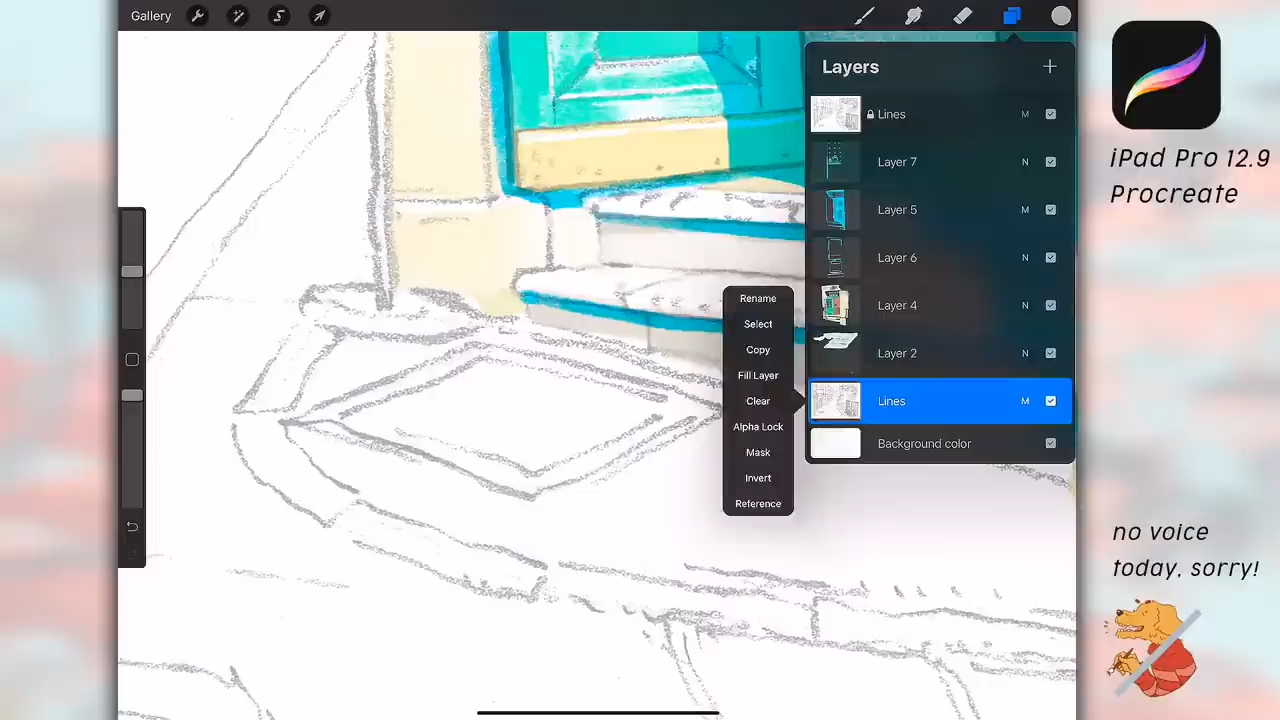 Gallery
Layers
Lines M
Layer 7 N
Layer 5 M
Layer 6 N
Layer 4 N
Layer 2 N
Lines M
Background color
Rename
Select
Copy
Fill Layer
Clear
Alpha Lock
Mask
Invert
Reference
iPad Pro 12.9
Procreate
no voice
today, sorry!